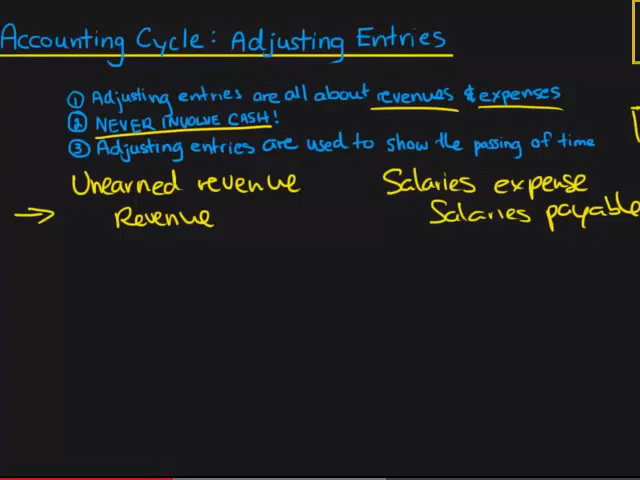 Accounting Cycle: Adjusting Entries
① Adjusting entries are all about revenues & expenses
② NEVER INVOLVE CASH!
③ Adjusting entries are used to show the passing of time
Unearned revenue
→ Revenue
Salaries expense
Salaries payable